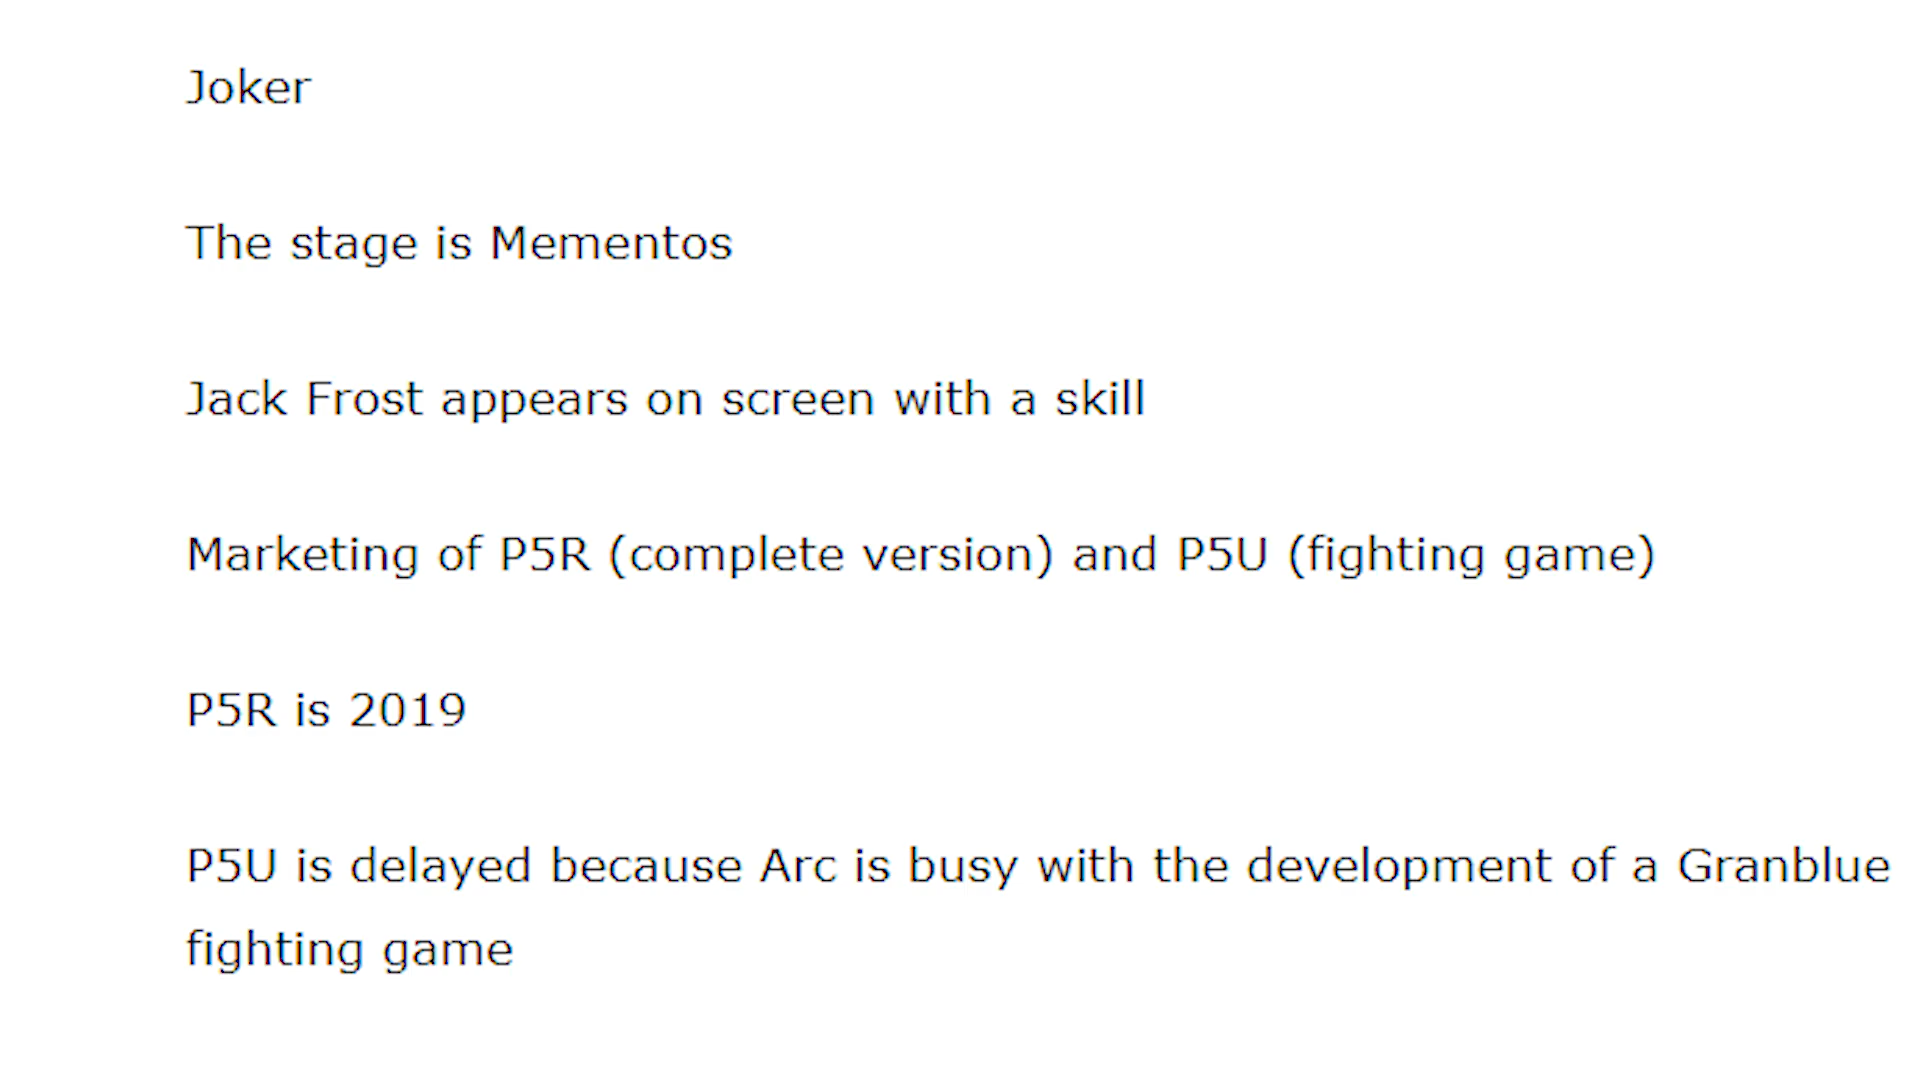 Joker
The stage is Mementos
Jack Frost appears on screen with a skill
Marketing of P5R (complete version) and P5U (fighting game)
P5R is 2019
P5U is delayed because Arc is busy with the development of a Granblue
fighting game